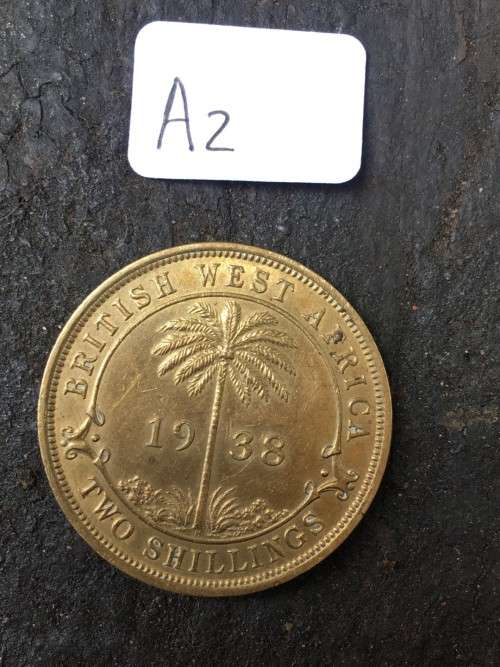 A2
BRITISH WEST AFRICA
19 38
TWO SHILLINGS